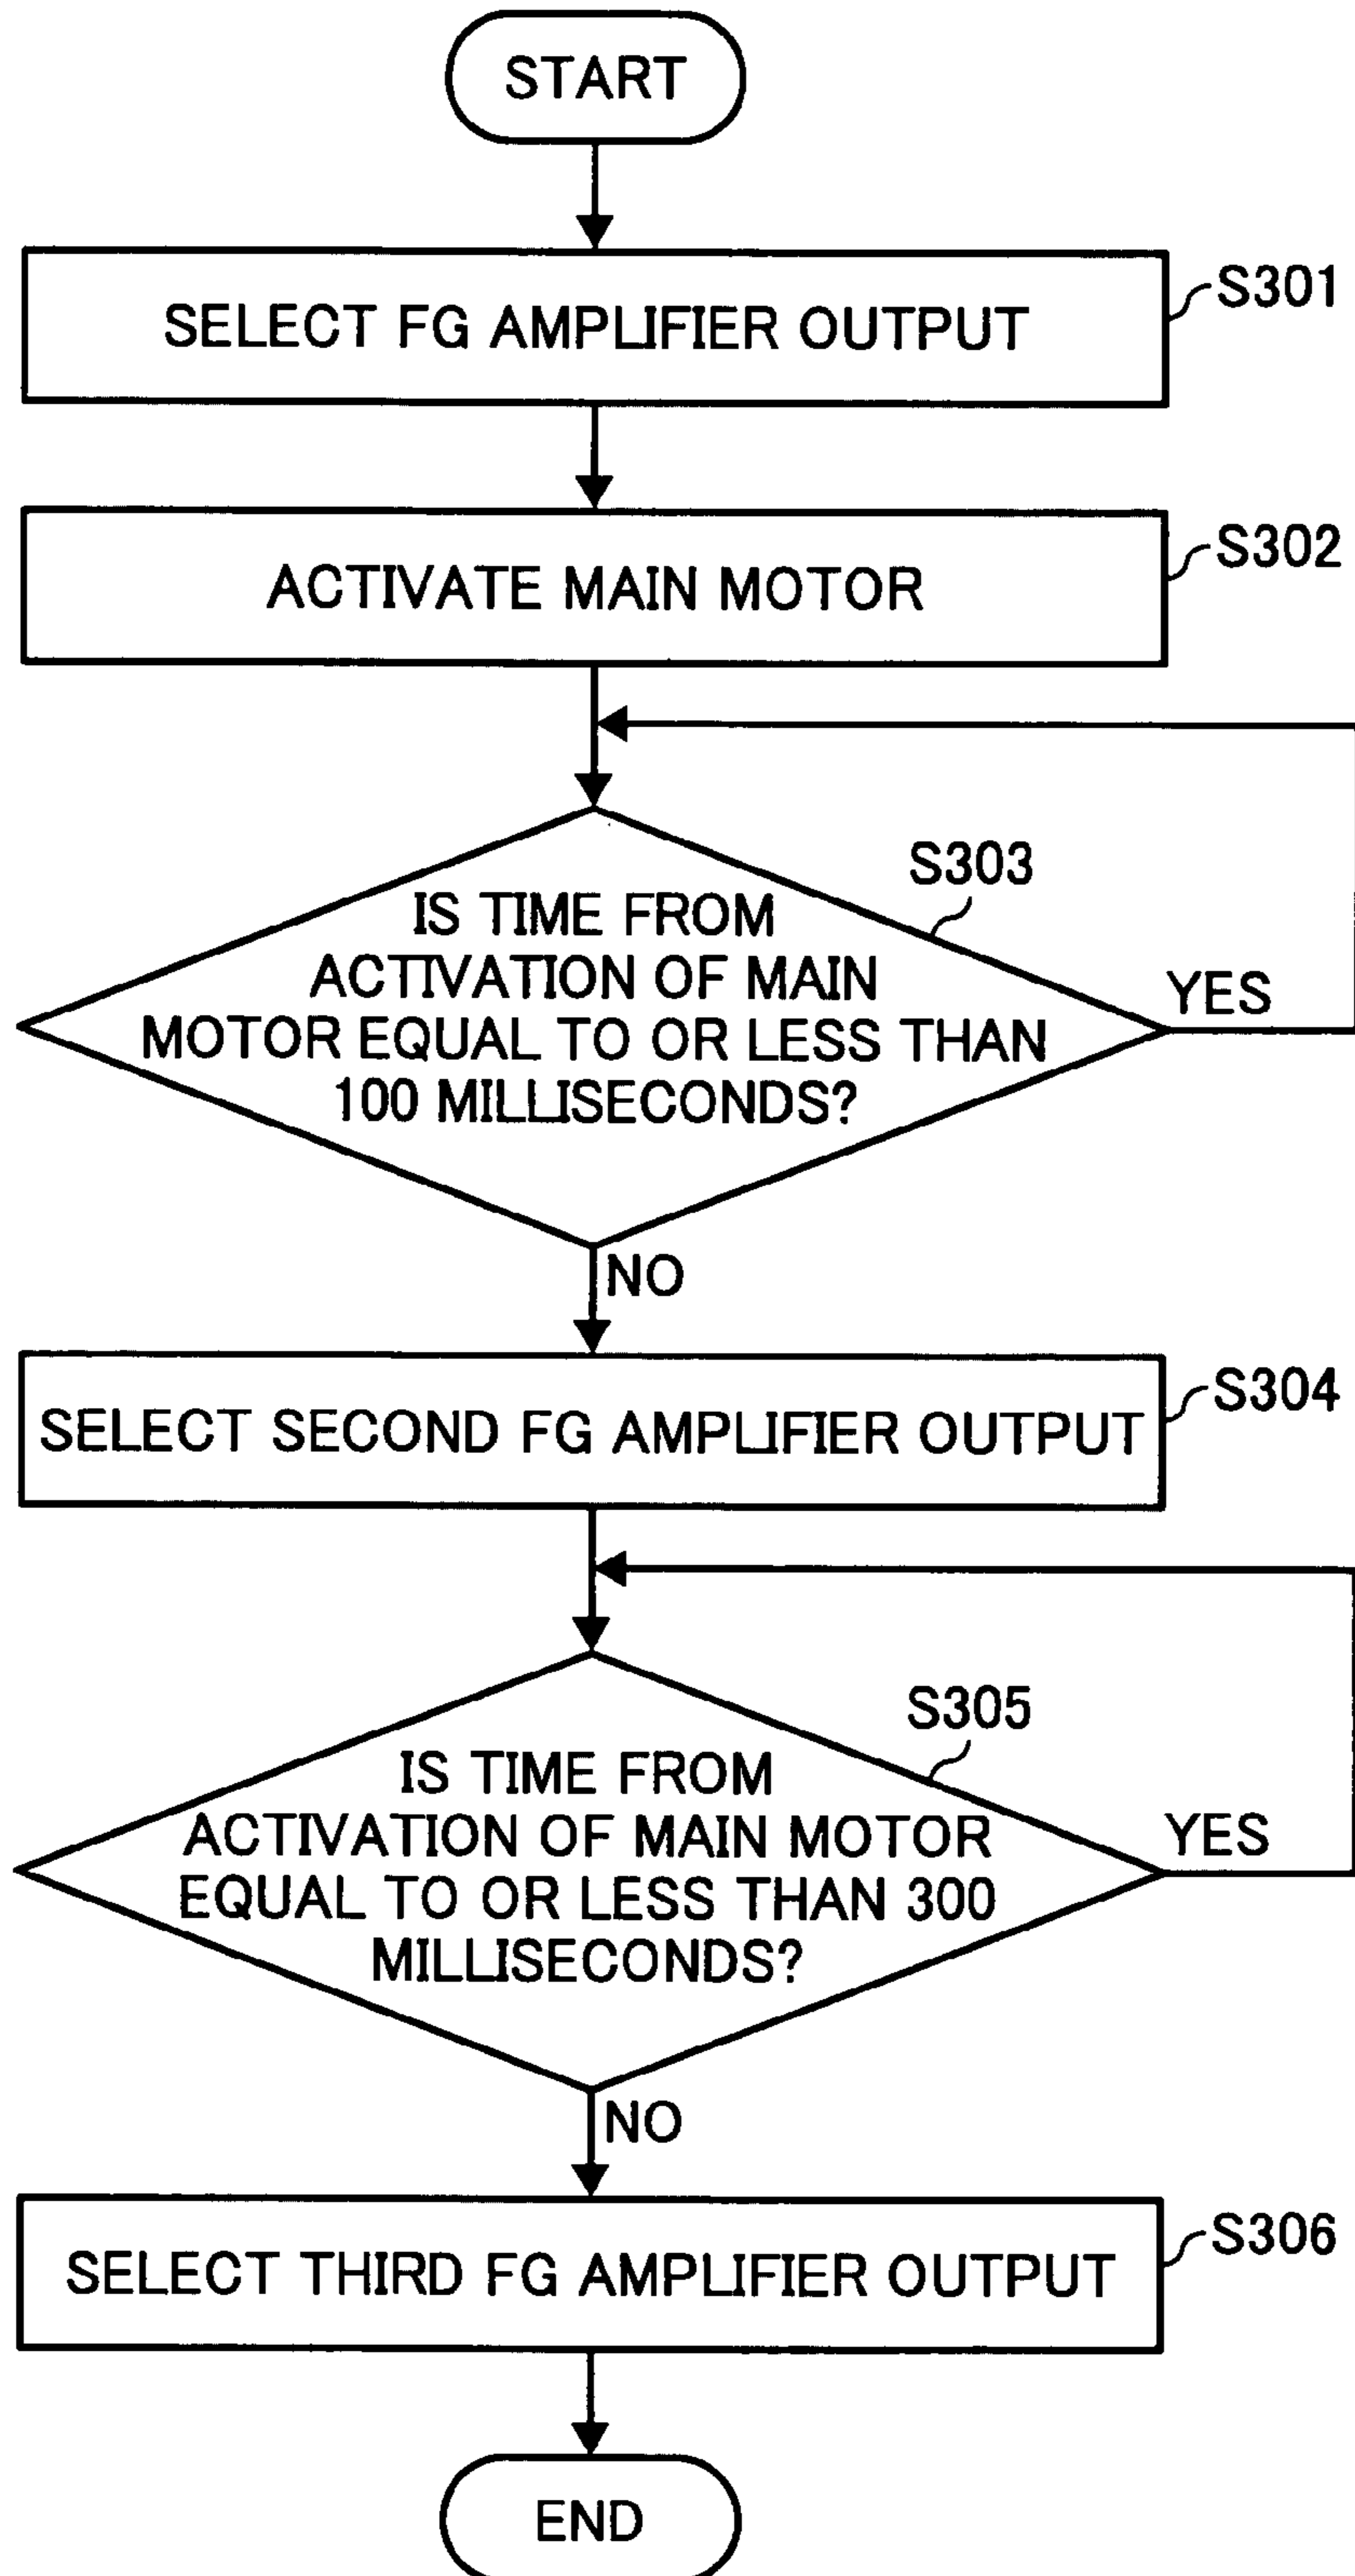 START
SELECT FG AMPLIFIER OUTPUT
S301
ACTIVATE MAIN MOTOR
S302
S303
IS TIME FROM
ACTIVATION OF MAIN
MOTOR EQUAL TO OR LESS THAN
100 MILLISECONDS?
YES
NO
SELECT SECOND FG AMPLIFIER OUTPUT
S304
S305
IS TIME FROM
ACTIVATION OF MAIN MOTOR
EQUAL TO OR LESS THAN 300
MILLISECONDS?
YES
NO
SELECT THIRD FG AMPLIFIER OUTPUT
S306
END